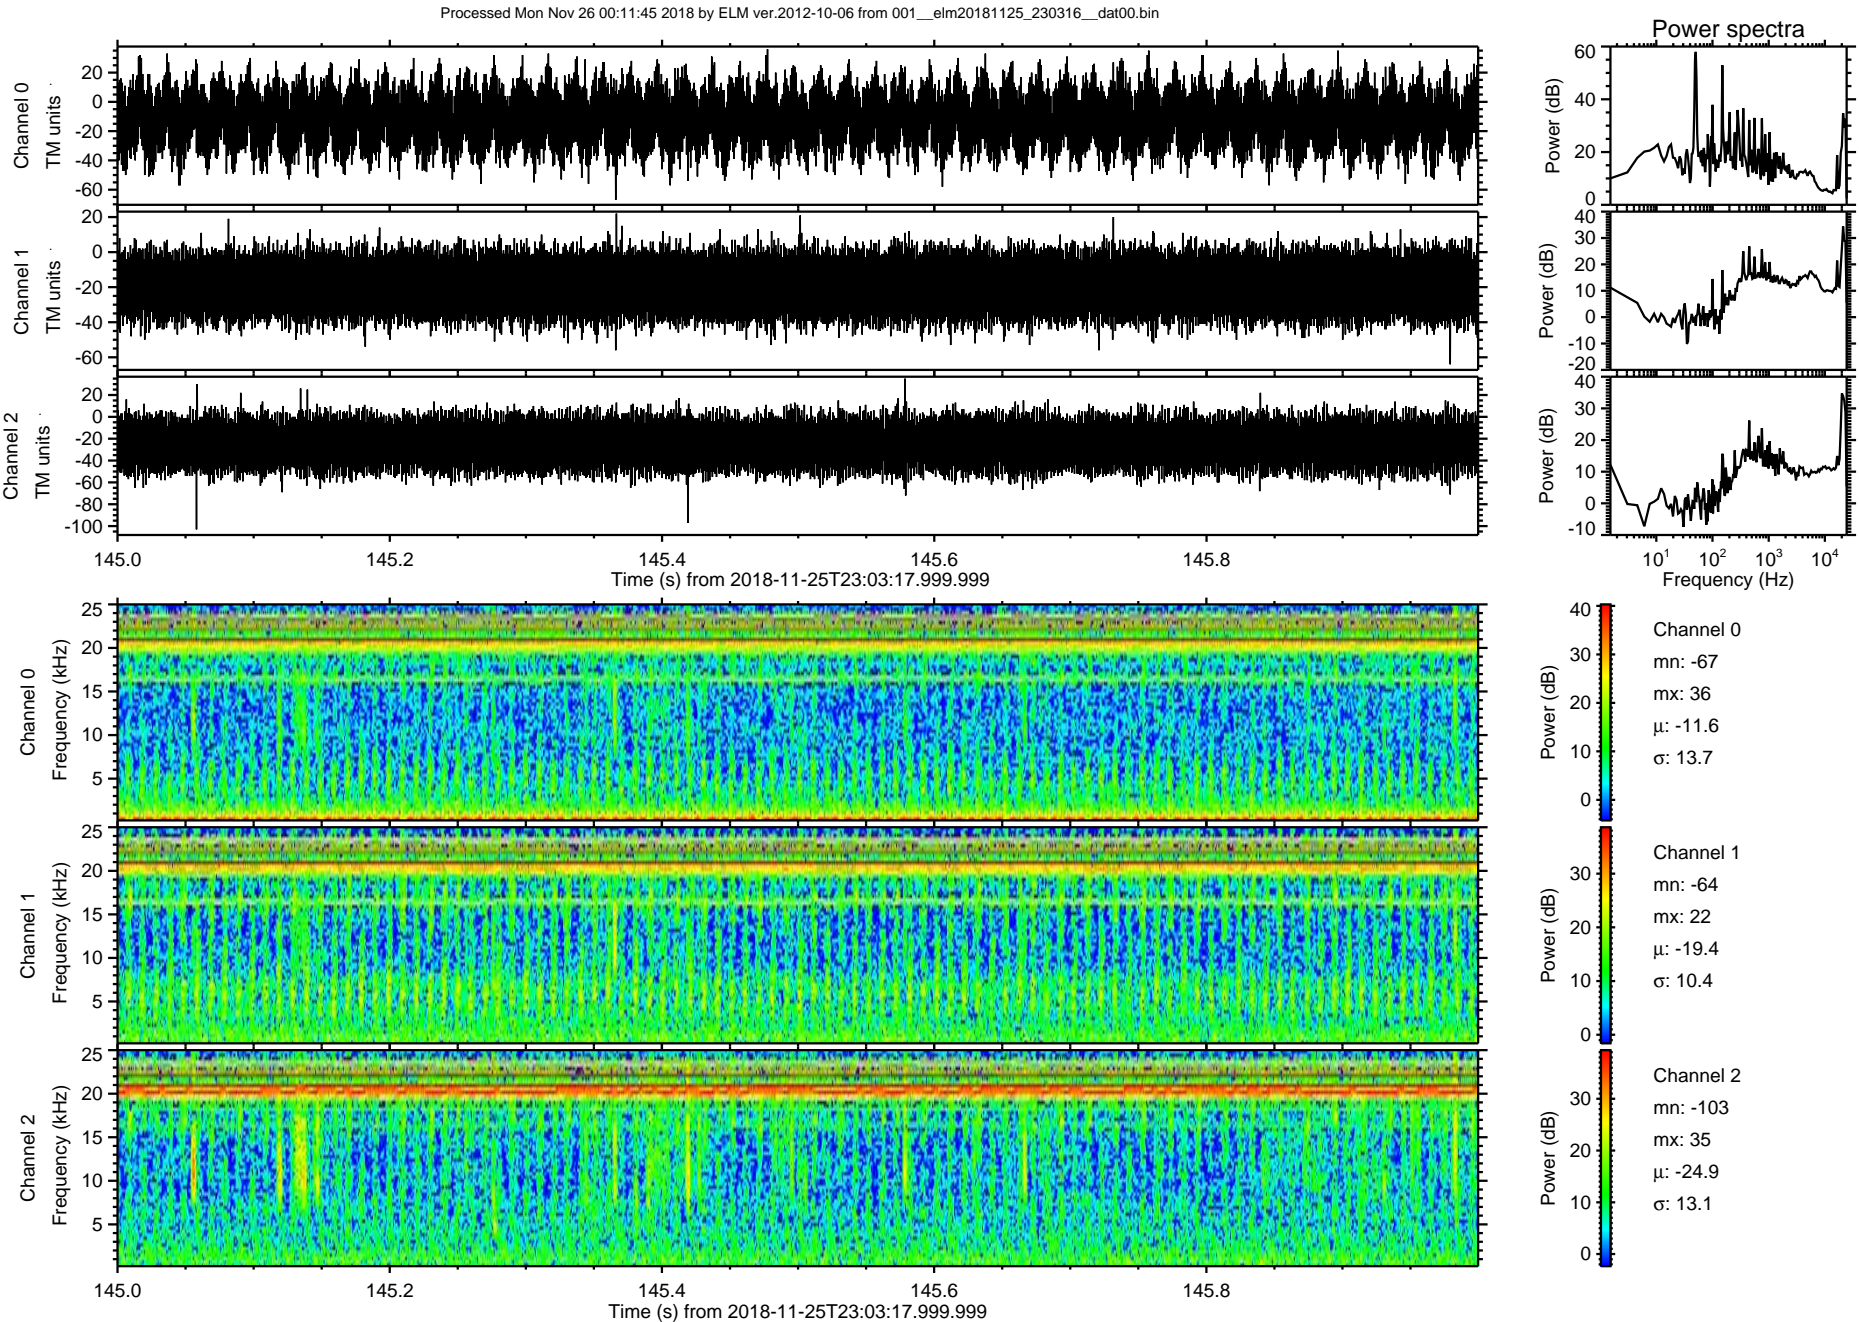 Processed Mon Nov 26 00:11:45 2018 by ELM ver.2012-10-06 from 001__elm20181125_230316__dat00.bin
Power spectra
Channel 0
TM units
20
0
-20
-40
-60
Power (dB)
60
40
20
0
Channel 1
TM units
20
0
-20
-40
-60
Power (dB)
40
30
20
10
0
-10
-20
Channel 2
TM units
20
0
-20
-40
-60
-80
-100
Power (dB)
40
30
20
10
0
-10
145.0 145.2 145.4 145.6 145.8
Time (s) from 2018-11-25T23:03:17.999.999
10^1 10^2 10^3 10^4
Frequency (Hz)
Channel 0
Frequency (kHz)
25
20
15
10
5
Power (dB)
40
30
20
10
0
Channel 0
mn: -67
mx: 36
μ: -11.6
σ: 13.7
Channel 1
Frequency (kHz)
25
20
15
10
5
Power (dB)
30
20
10
0
Channel 1
mn: -64
mx: 22
μ: -19.4
σ: 10.4
Channel 2
Frequency (kHz)
25
20
15
10
5
Power (dB)
30
20
10
0
Channel 2
mn: -103
mx: 35
μ: -24.9
σ: 13.1
145.0 145.2 145.4 145.6 145.8
Time (s) from 2018-11-25T23:03:17.999.999